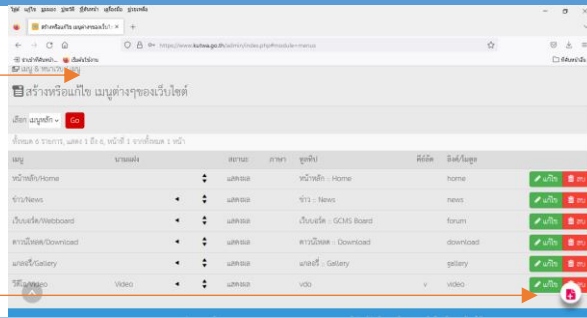 สร้างหรือแก้ไข เมนูต่างๆของเว็บไ
https://www.kutwa.go.th/admin/index.php?module=menus
เมนู & หน้าเว็บ
สร้างหรือแก้ไข เมนูต่างๆของเว็บไซต์
เลือก เมนูหลัก Go
ทั้งหมด 6 รายการ, แสดง 1 ถึง 6, หน้าที่ 1 จากทั้งหมด 1 หน้า
เมนู สถานะ ภาษา ทูลทิป คีย์ลัด ลิงค์/โมดูล
หน้าหลัก/Home แสดงผล หน้าหลัก :: Home home แก้ไข ลบ
ข่าว/News แสดงผล ข่าว :: News news แก้ไข ลบ
เว็บบอร์ด/Webboard แสดงผล เว็บบอร์ด :: GCMS Board forum แก้ไข ลบ
ดาวน์โหลด/Download แสดงผล ดาวน์โหลด :: Download download แก้ไข ลบ
แกลอรี่/Gallery แสดงผล แกลอรี่ :: Gallery gallery แก้ไข ลบ
วีดีโอ/Video Video แสดงผล vdo v video แก้ไข